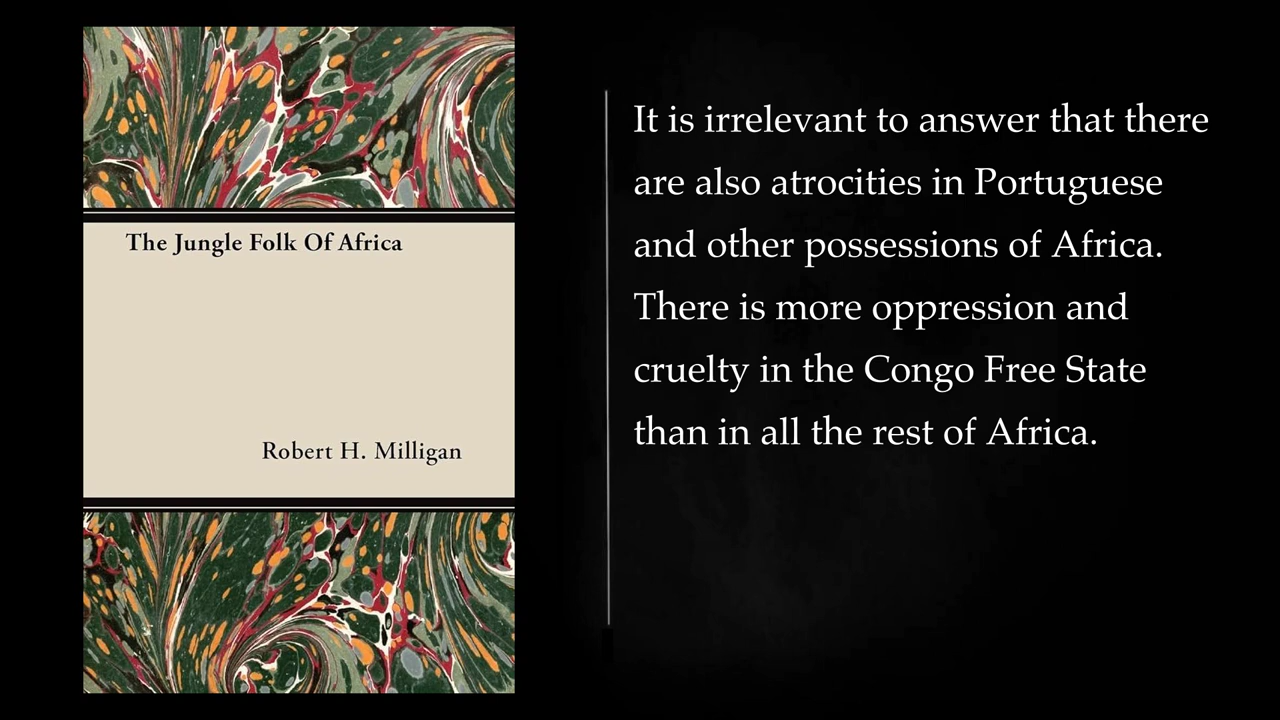 The Jungle Folk Of Africa
Robert H. Milligan
It is irrelevant to answer that there
are also atrocities in Portuguese
and other possessions of Africa.
There is more oppression and
cruelty in the Congo Free State
than in all the rest of Africa.